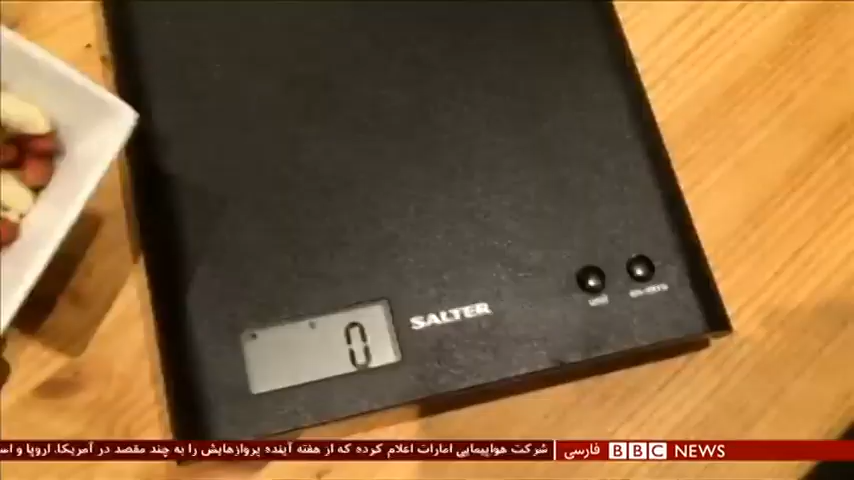 0
SALTER
unit
on-zero
شرکت هواپیمایی امارات اعلام کرده که از هفته آینده پروازهایش را به چند مقصد در آمریکا، اروپا و
فارسی BBC NEWS